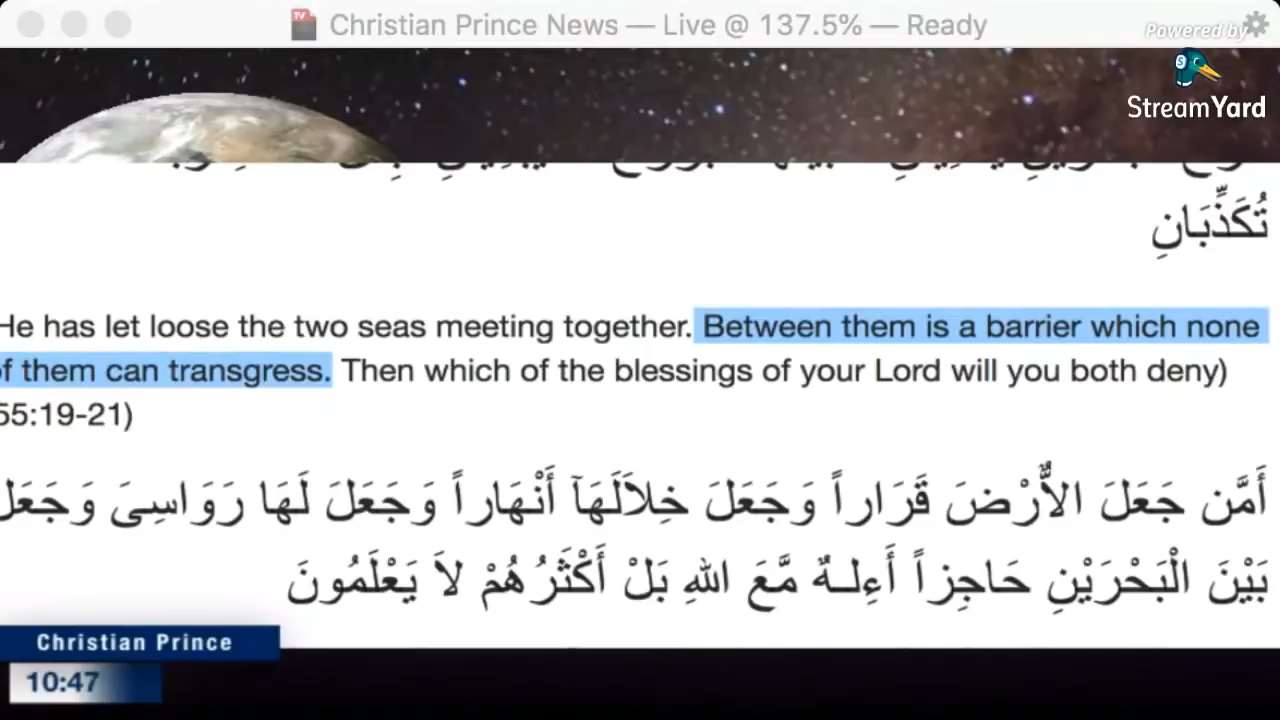 Christian Prince News — Live @ 137.5% — Ready
Powered by
StreamYard
تُكَذِّبَانِ
He has let loose the two seas meeting together. Between them is a barrier which none
of them can transgress. Then which of the blessings of your Lord will you both deny)
55:19-21)
أَمَّن جَعَلَ الاٌّرْضَ قَرَاراً وَجَعَلَ خِلاَلَهَآ أَنْهَاراً وَجَعَلَ لَهَا رَوَاسِىَ وَجَعَلَ
بَيْنَ الْبَحْرَيْنِ حَاجِزاً أَءِلـهٌ مَّعَ اللهِ بَلْ أَكْثَرُهُمْ لاَ يَعْلَمُونَ
Christian Prince
10:47